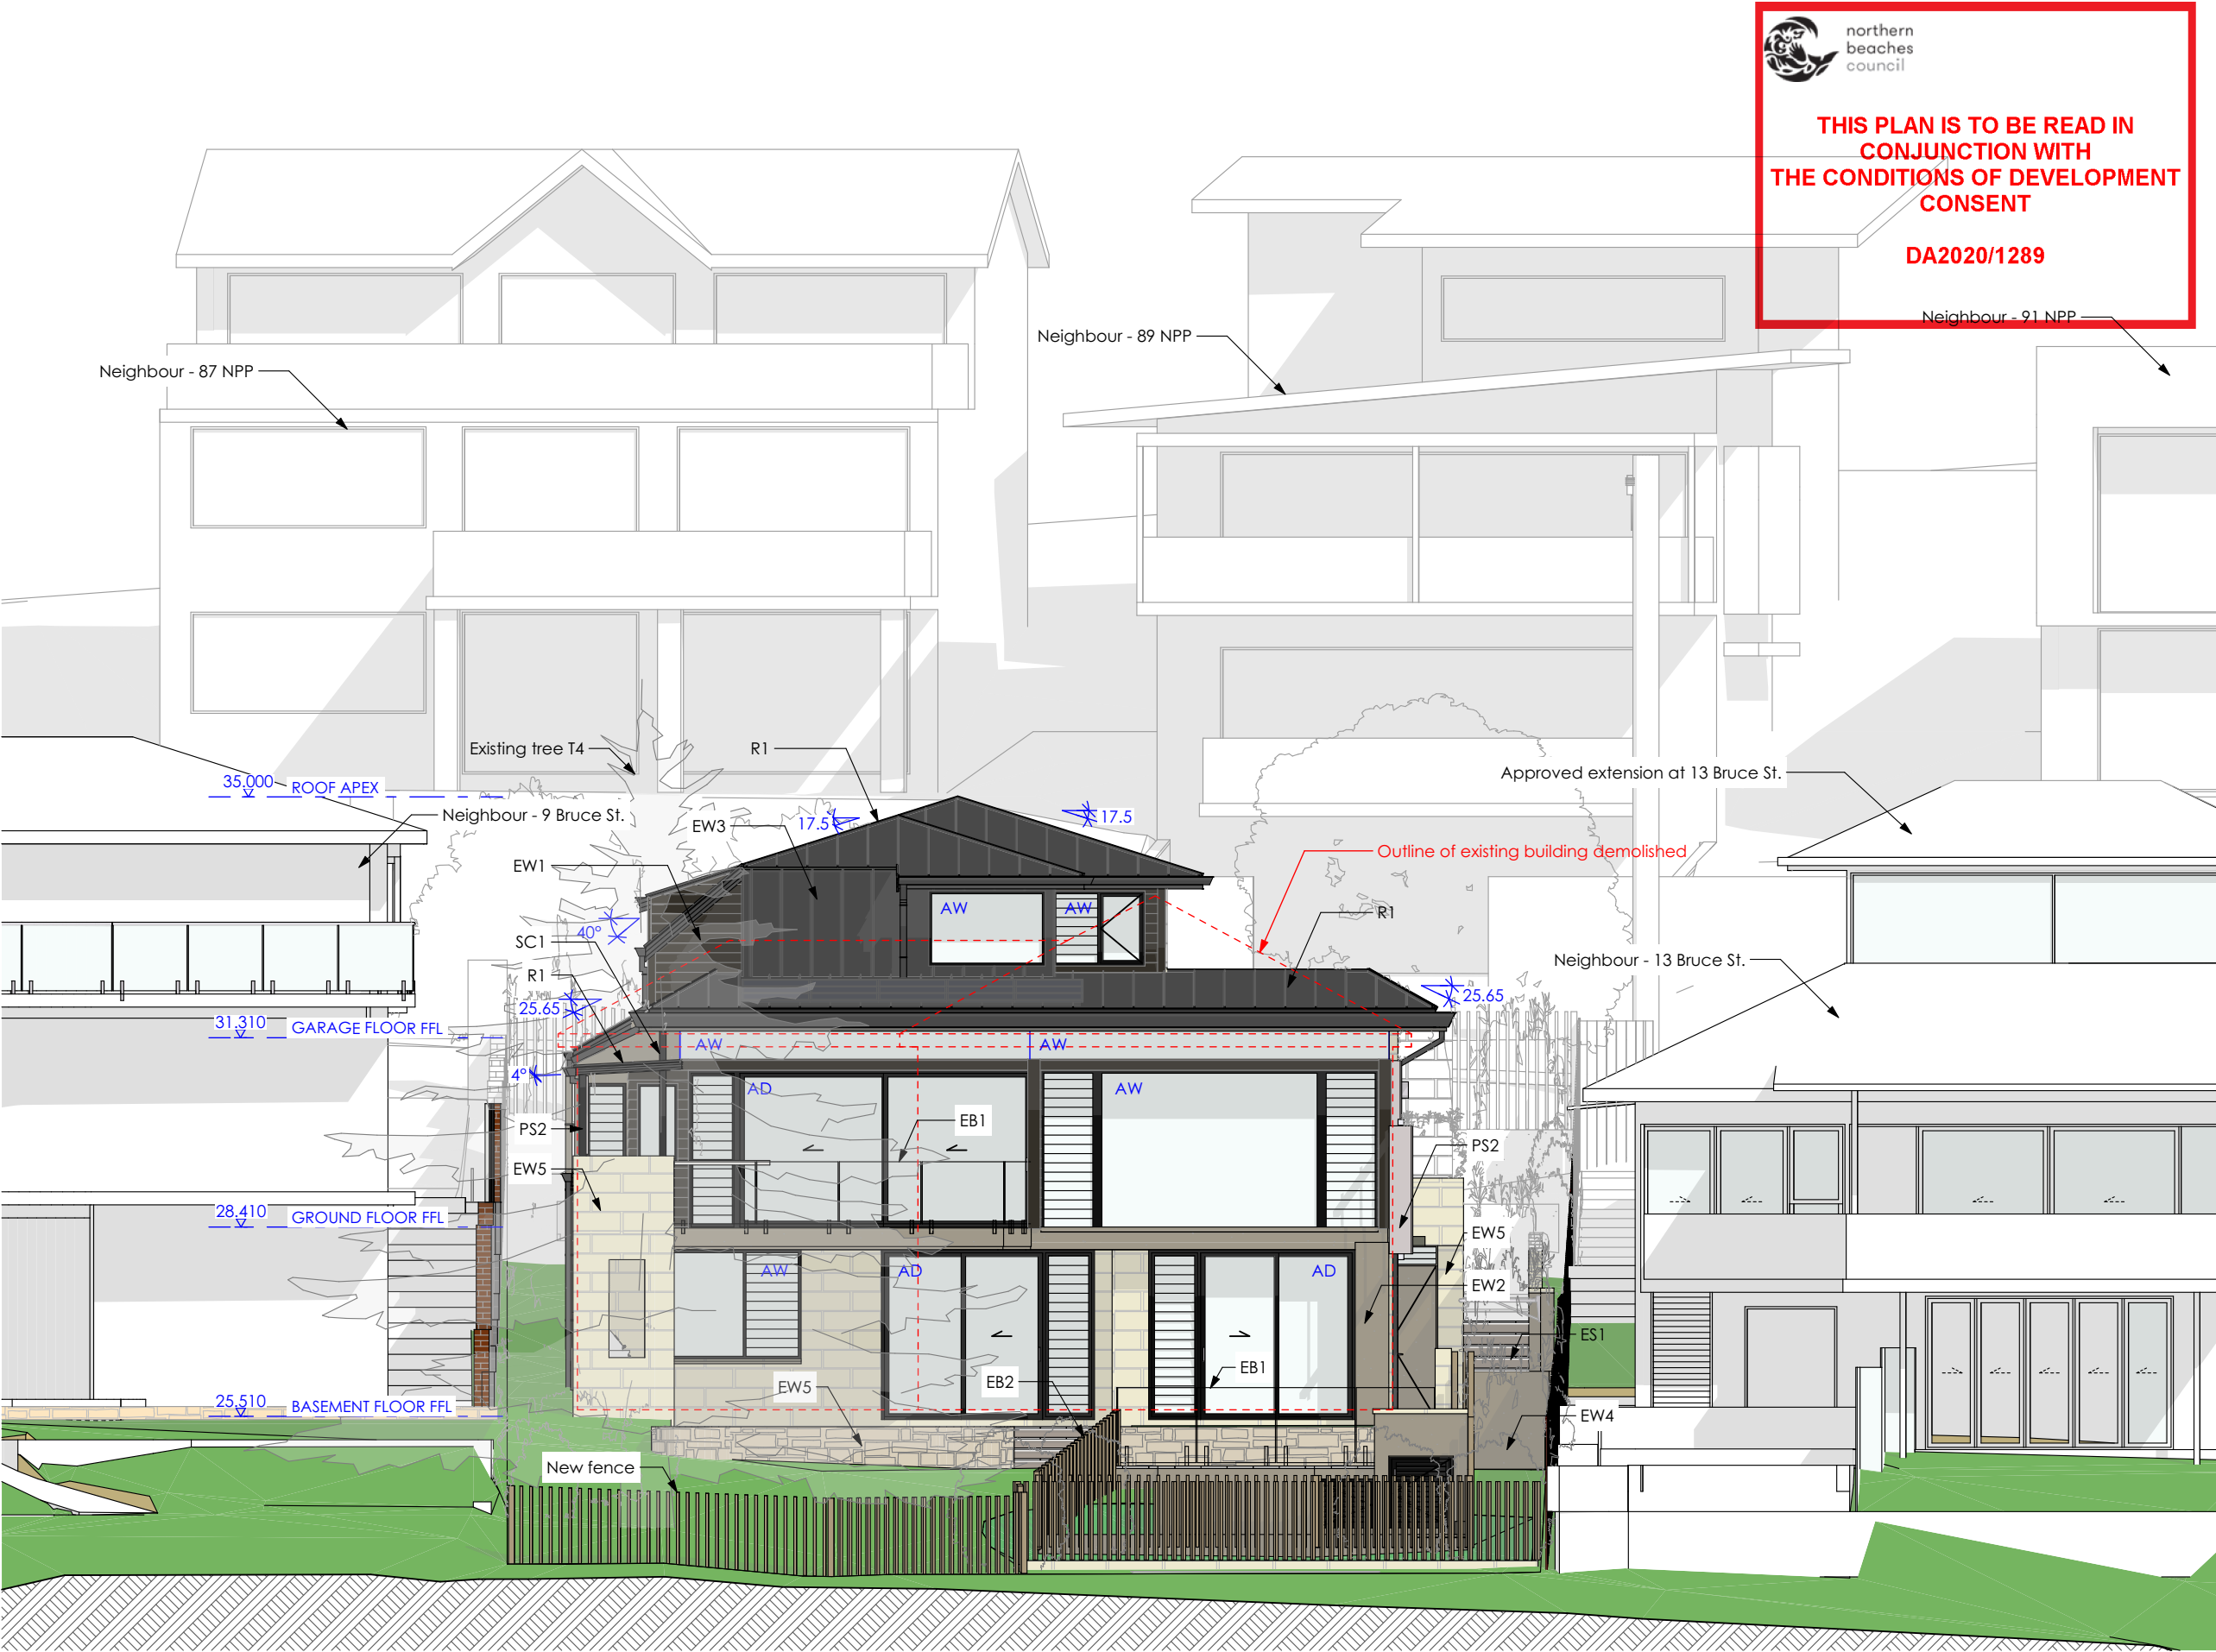 northern
beaches
council
THIS PLAN IS TO BE READ IN
CONJUNCTION WITH
THE CONDITIONS OF DEVELOPMENT
CONSENT
DA2020/1289
Neighbour - 91 NPP
Neighbour - 89 NPP
Neighbour - 87 NPP
Existing tree T4
R1
Approved extension at 13 Bruce St.
35.000
ROOF APEX
Neighbour - 9 Bruce St.
EW3
17.5
17.5
Outline of existing building demolished
EW1
AW
AW
R1
40°
SC1
Neighbour - 13 Bruce St.
R1
25.65
25.65
31.310
GARAGE FLOOR FFL
AW
AW
4°
AD
AW
PS2
EB1
PS2
EW5
28.410
GROUND FLOOR FFL
EW5
AW
AD
AD
EW2
ES1
EB1
EW5
EB2
25.510
BASEMENT FLOOR FFL
EW4
New fence